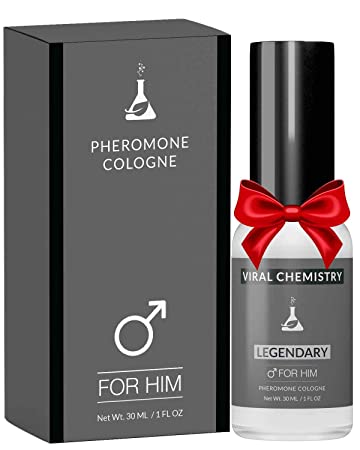 PHEROMONE
COLOGNE
FOR HIM
Net Wt. 30 ML / 1 FL OZ
VIRAL CHEMISTRY
LEGENDARY
♂ FOR HIM
PHEROMONE COLOGNE
Net Wt. 30 ML / 1 FL OZ